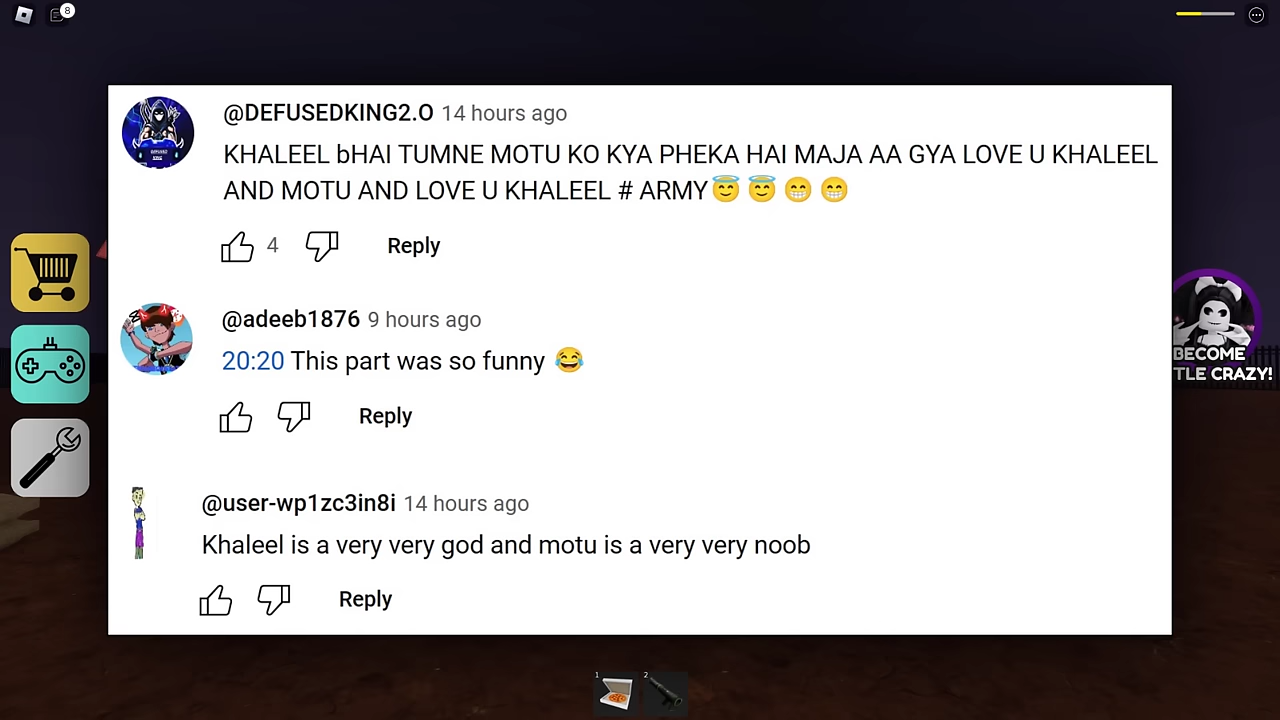 8
@DEFUSEDKING2.O 14 hours ago
KHALEEL bHAI TUMNE MOTU KO KYA PHEKA HAI MAJA AA GYA LOVE U KHALEEL
AND MOTU AND LOVE U KHALEEL # ARMY😇 😇 😁 😁
4 Reply
@adeeb1876 9 hours ago
20:20 This part was so funny 😂
Reply
BECOME
TLE CRAZY!
@user-wp1zc3in8i 14 hours ago
Khaleel is a very very god and motu is a very very noob
Reply
1 2